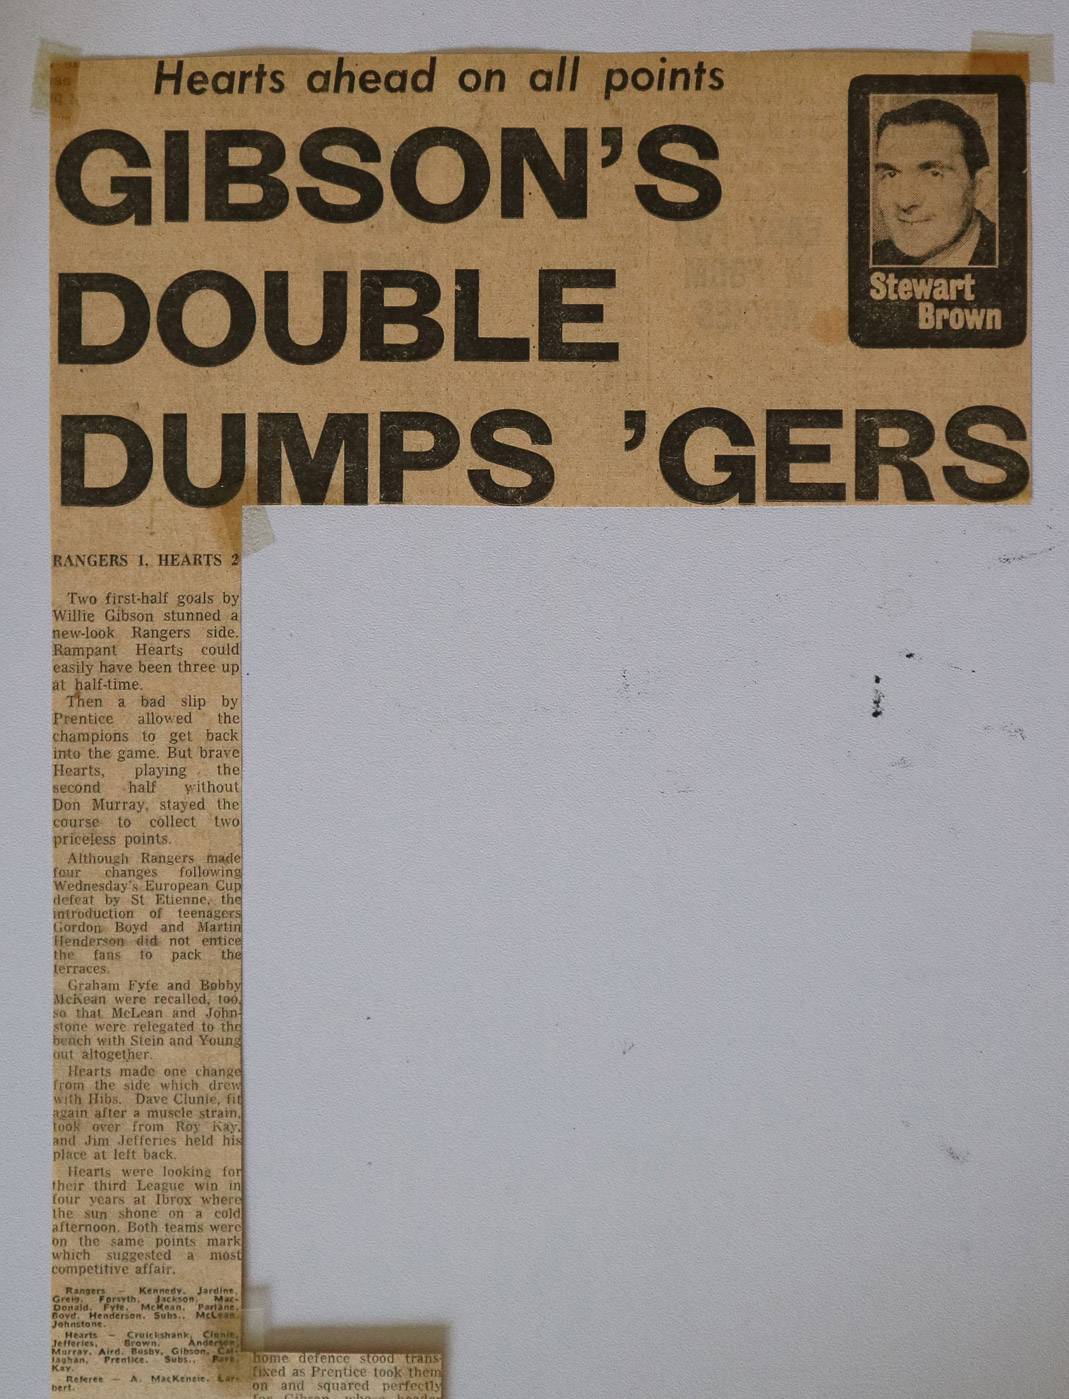 Hearts ahead on all points
GIBSON'S
DOUBLE
DUMPS 'GERS
Stewart
Brown
RANGERS 1, HEARTS 2
Two first-half goals by
Willie Gibson stunned a
new-look Rangers side.
Rampant Hearts could
easily have been three up
at half-time.
Then a bad slip by
Prentice allowed the
champions to get back
into the game. But brave
Hearts, playing the
second half without
Don Murray, stayed the
course to collect two
priceless points.
Although Rangers made
four changes following
Wednesday's European Cup
defeat by St Etienne, the
introduction of teenagers
Gordon Boyd and Martin
Henderson did not entice
the fans to pack the
terraces.
Graham Fyfe and Bobby
McKean were recalled, too,
so that McLean and John-
stone were relegated to the
bench with Stein and Young
out altogether.
Hearts made one change
from the side which drew
with Hibs. Dave Clunie, fit
again after a muscle strain,
took over from Roy Kay,
and Jim Jefferies held his
place at left back.
Hearts were looking for
their third League win in
four years at Ibrox where
the sun shone on a cold
afternoon. Both teams were
on the same points mark
which suggested a most
competitive affair.
Rangers — Kennedy, Jardine,
Greig, Forsyth, Jackson, Mac-
Donald, Fyfe, McKean, Parlane,
Boyd, Henderson. Subs., McLean,
Johnstone.
Hearts — Cruickshank, Clunie,
Jefferies, Brown, Anderson,
Murray, Aird, Busby, Gibson, Cal-
laghan, Prentice. Subs., Park,
Kay.
Referee — A. MacKenzie, Lar-
bert.
home defence stood trans-
fixed as Prentice took them
on and squared perfectly
for Gibson, whose header